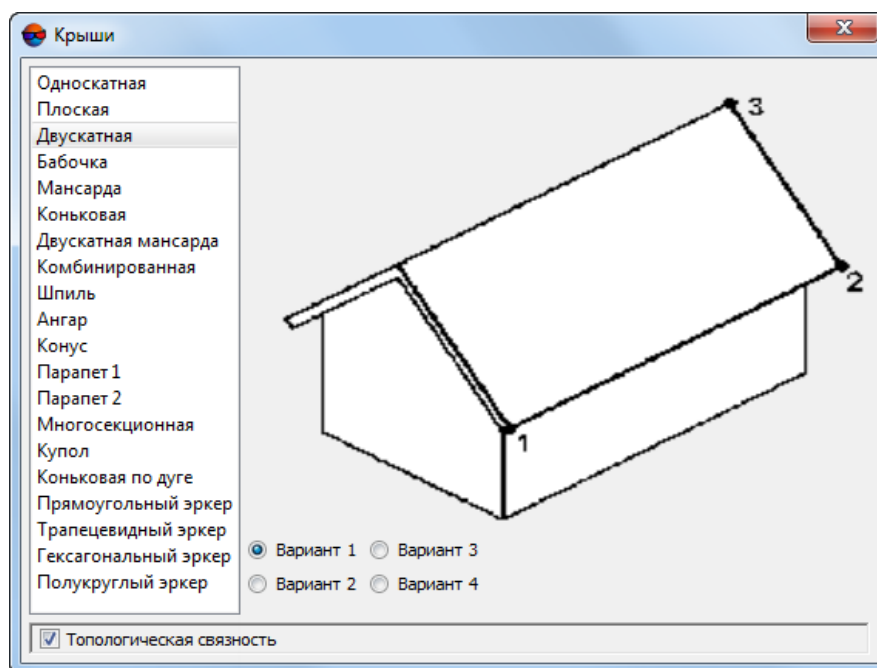 Крыши
Односкатная
Плоская
Двускатная
Бабочка
Мансарда
Коньковая
Двускатная мансарда
Комбинированная
Шпиль
Ангар
Конус
Парапет 1
Парапет 2
Многосекционная
Купол
Коньковая по дуге
Прямоугольный эркер
Трапецевидный эркер
Гексагональный эркер
Полукруглый эркер
3
2
1
Вариант 1 Вариант 3
Вариант 2 Вариант 4
Топологическая связность